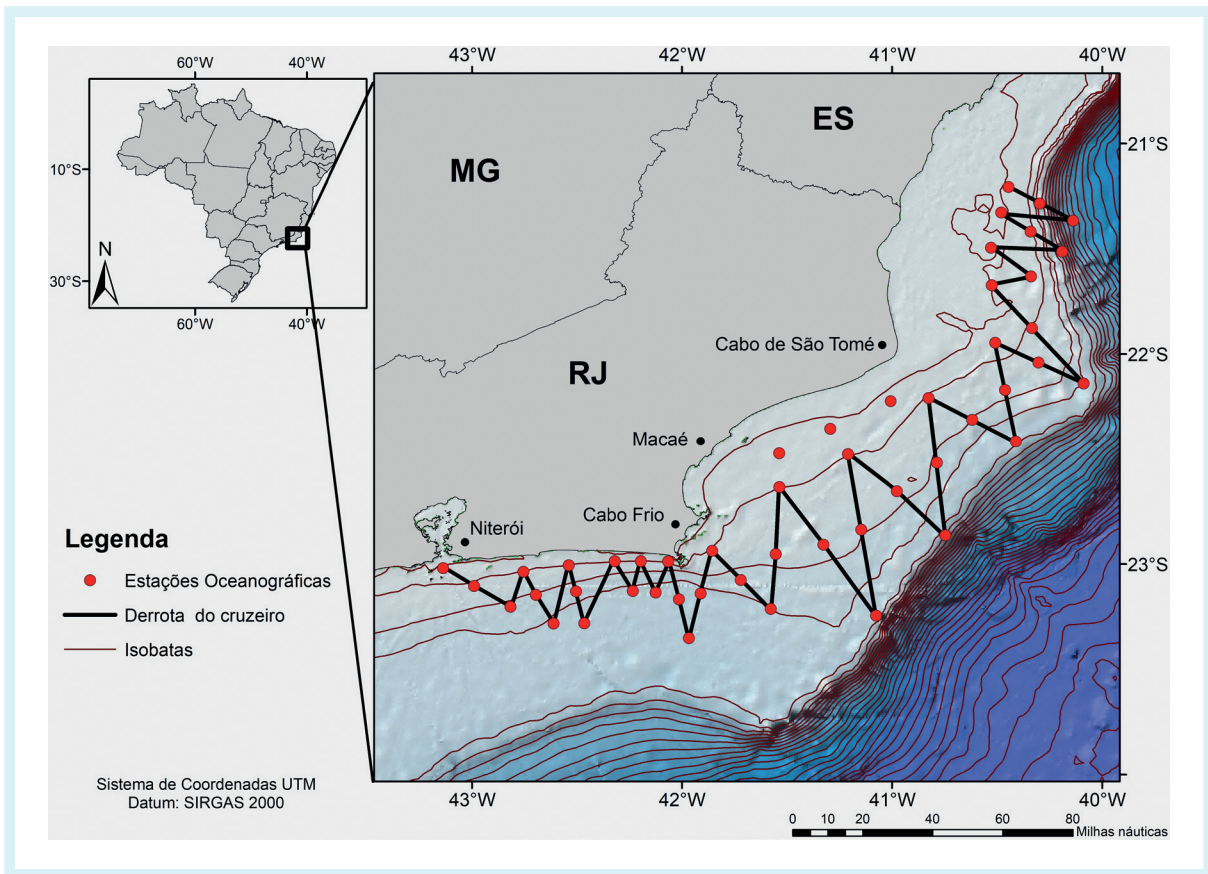 60°W 40°W
10°S
30°S
N
60°W 40°W
43°W 42°W 41°W 40°W
21°S
22°S
23°S
43°W 42°W 41°W 40°W
MG
ES
RJ
Cabo de São Tomé
Macaé
Cabo Frio
Niterói
Legenda
Estações Oceanográficas
Derrota do cruzeiro
Isobatas
Sistema de Coordenadas UTM
Datum: SIRGAS 2000
0 10 20 40 60 80
Milhas náuticas